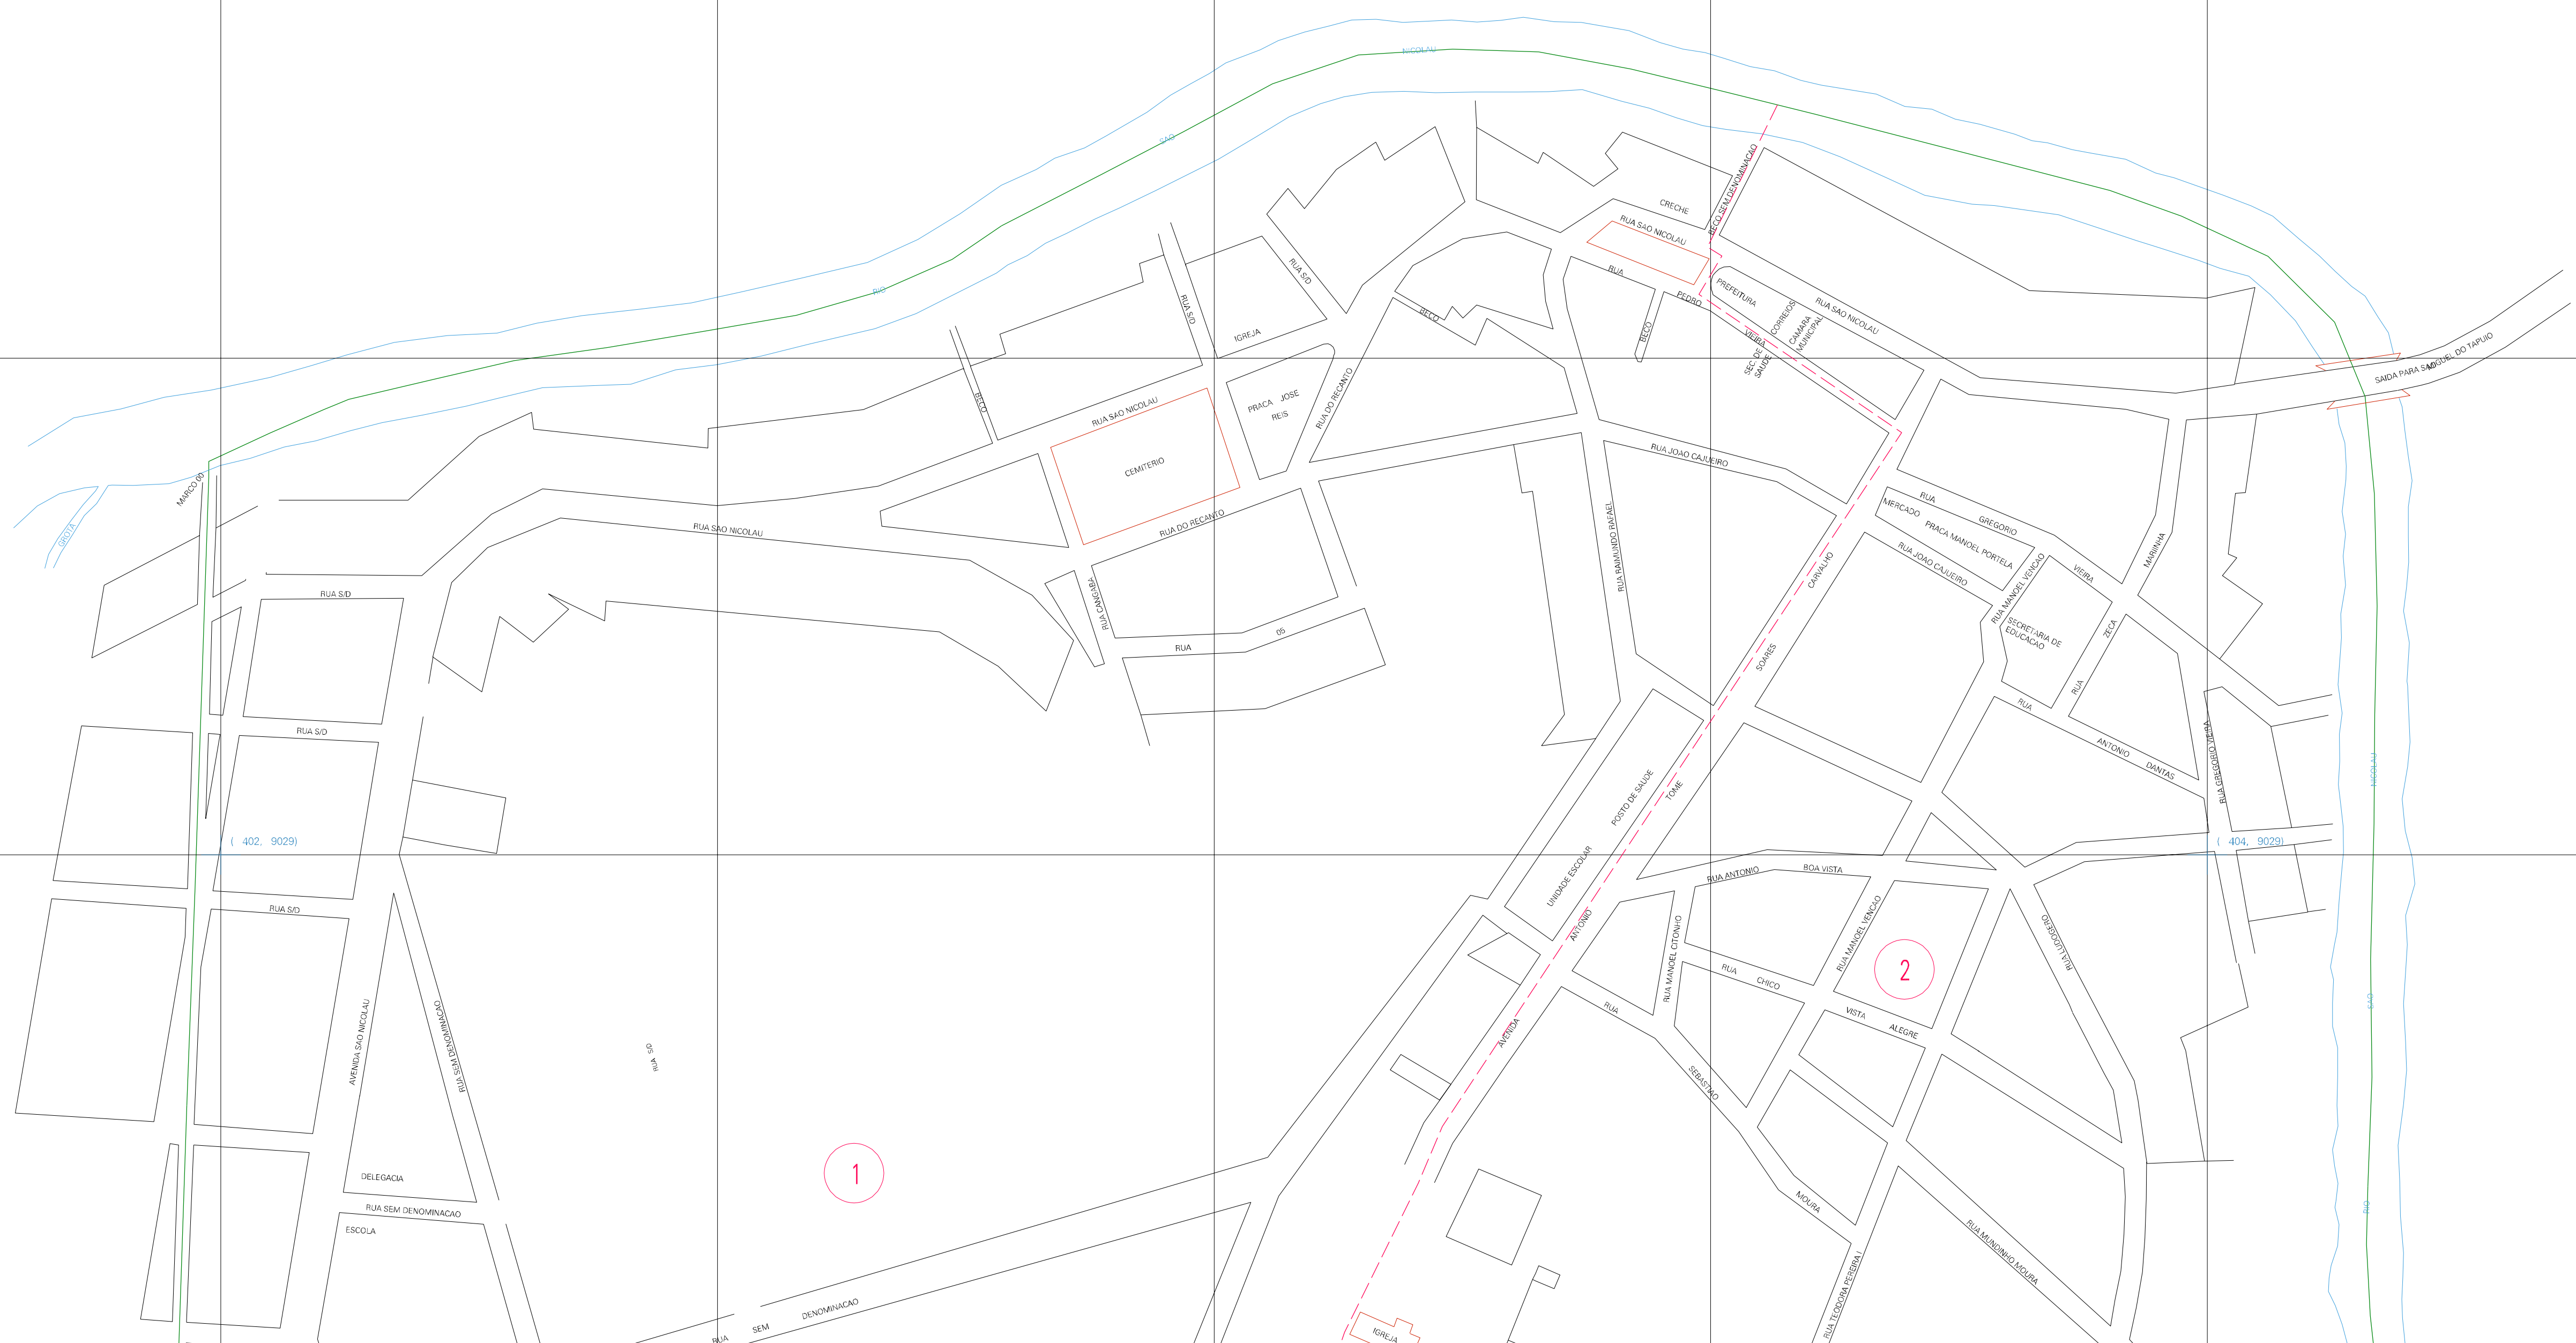 NICOLAU
SAO
RIO
BECO SEM DENOMINACAO
CRECHE
RUA SAO NICOLAU
RUA
PEDRO
VIEIRA
PREFEITURA
CORREIOS
CAMARA
MUNICIPAL
RUA SAO NICOLAU
SEC. DE
SAUDE
BECO
BECO
RUA S/D
RUA S/D
IGREJA
SAIDA PARA SAO
MIGUEL DO TAPUIO
BECO
RUA SAO NICOLAU
PRACA JOSE
REIS
RUA DO RECANTO
CEMITERIO
RUA DO RECANTO
RUA JOAO CAJUEIRO
MARCO 00
GROTA
RUA SAO NICOLAU
RUA RAIMUNDO RAFAEL
RUA
GREGORIO
VIEIRA
MERCADO
PRACA MANOEL PORTELA
RUA JOAO CAJUEIRO
RUA MANOEL VENCAO
MARIINHA
ZECA
RUA
SECRETARIA DE
EDUCACAO
RUA S/D
RUA CANGABA
RUA
05
CARVALHO
SOARES
TOME
ANTONIO
AVENIDA
RUA
ANTONIO
DANTAS
RUA GREGORIO VIEIRA
RUA S/D
POSTO DE SAUDE
UNIDADE ESCOLAR
NICOLAU
SAO
RIO
( 402, 9029)
( 404, 9029)
RUA ANTONIO
BOA VISTA
RUA S/D
RUA MANOEL CITONHO
RUA MANOEL VENCAO
RUA LUDOGERO
RUA
CHICO
VISTA
ALEGRE
2
RUA
SEBASTIAO
MOURA
AVENIDA SAO NICOLAU
RUA SEM DENOMINACAO
RUA S/D
1
DELEGACIA
RUA SEM DENOMINACAO
ESCOLA
RUA MUNDINHO MOURA
RUA TEODORA PEREIRA I
RUA
SEM
DENOMINACAO
IGREJA